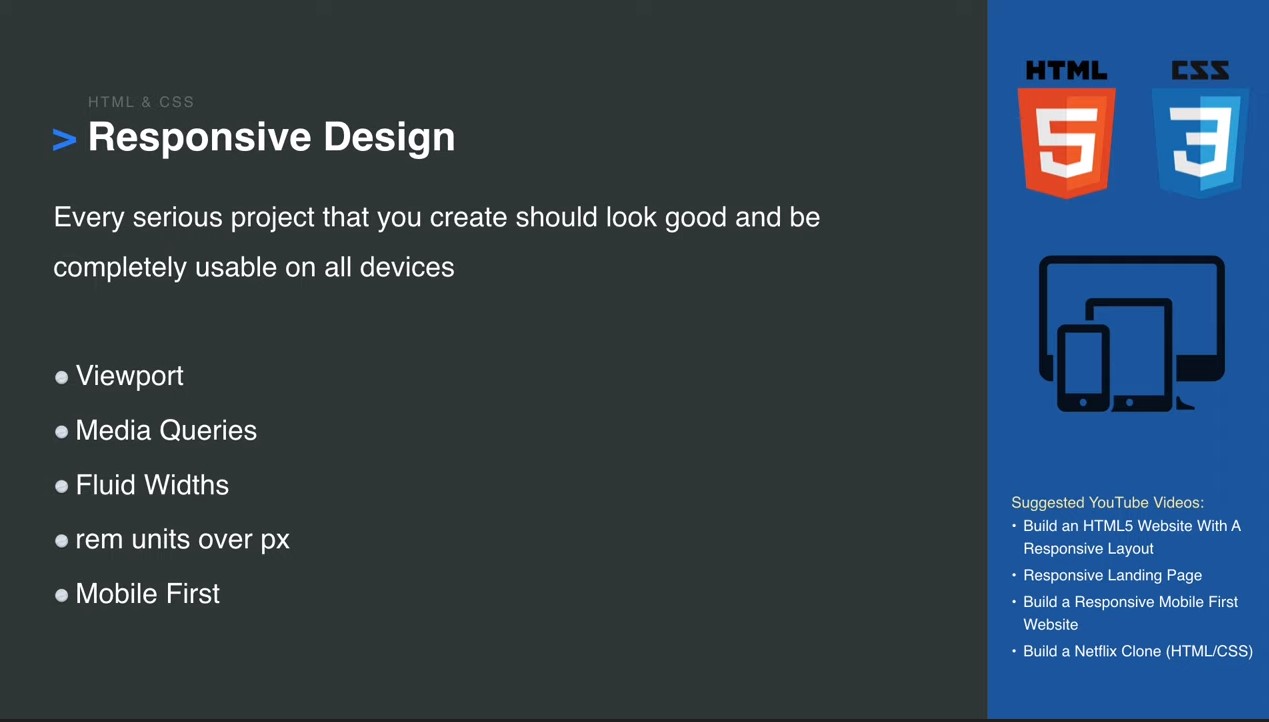 HTML & CSS
> Responsive Design
Every serious project that you create should look good and be
completely usable on all devices
Viewport
Media Queries
Fluid Widths
rem units over px
Mobile First
HTML CSS
5 3
Suggested YouTube Videos:
• Build an HTML5 Website With A
Responsive Layout
• Responsive Landing Page
• Build a Responsive Mobile First
Website
• Build a Netflix Clone (HTML/CSS)